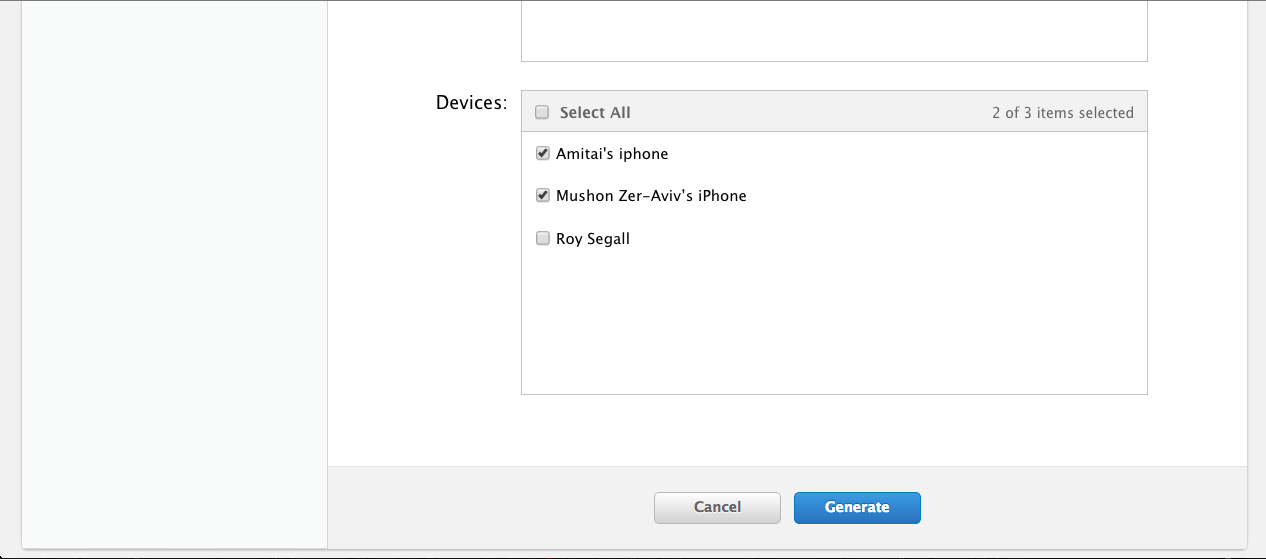 Devices:
Select All 2 of 3 items selected
Amitai's iphone
Mushon Zer-Aviv’s iPhone
Roy Segall
Cancel Generate